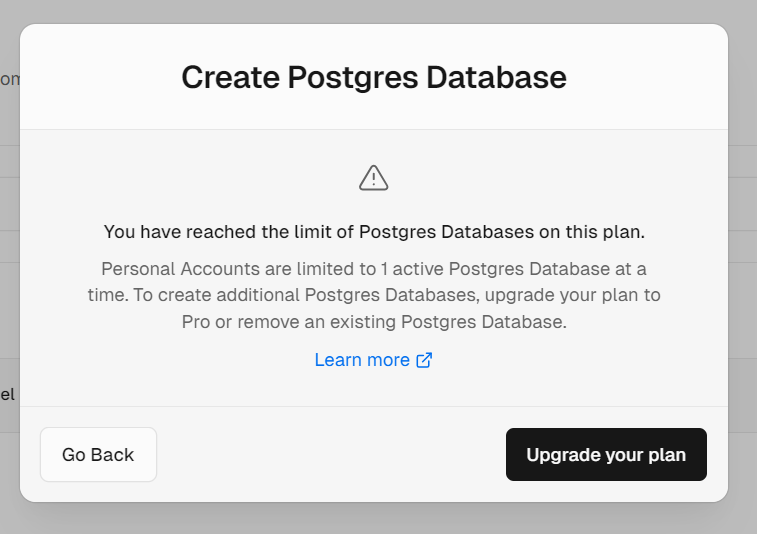 Create Postgres Database
You have reached the limit of Postgres Databases on this plan.
Personal Accounts are limited to 1 active Postgres Database at a
time. To create additional Postgres Databases, upgrade your plan to
Pro or remove an existing Postgres Database.
Learn more
Go Back
Upgrade your plan